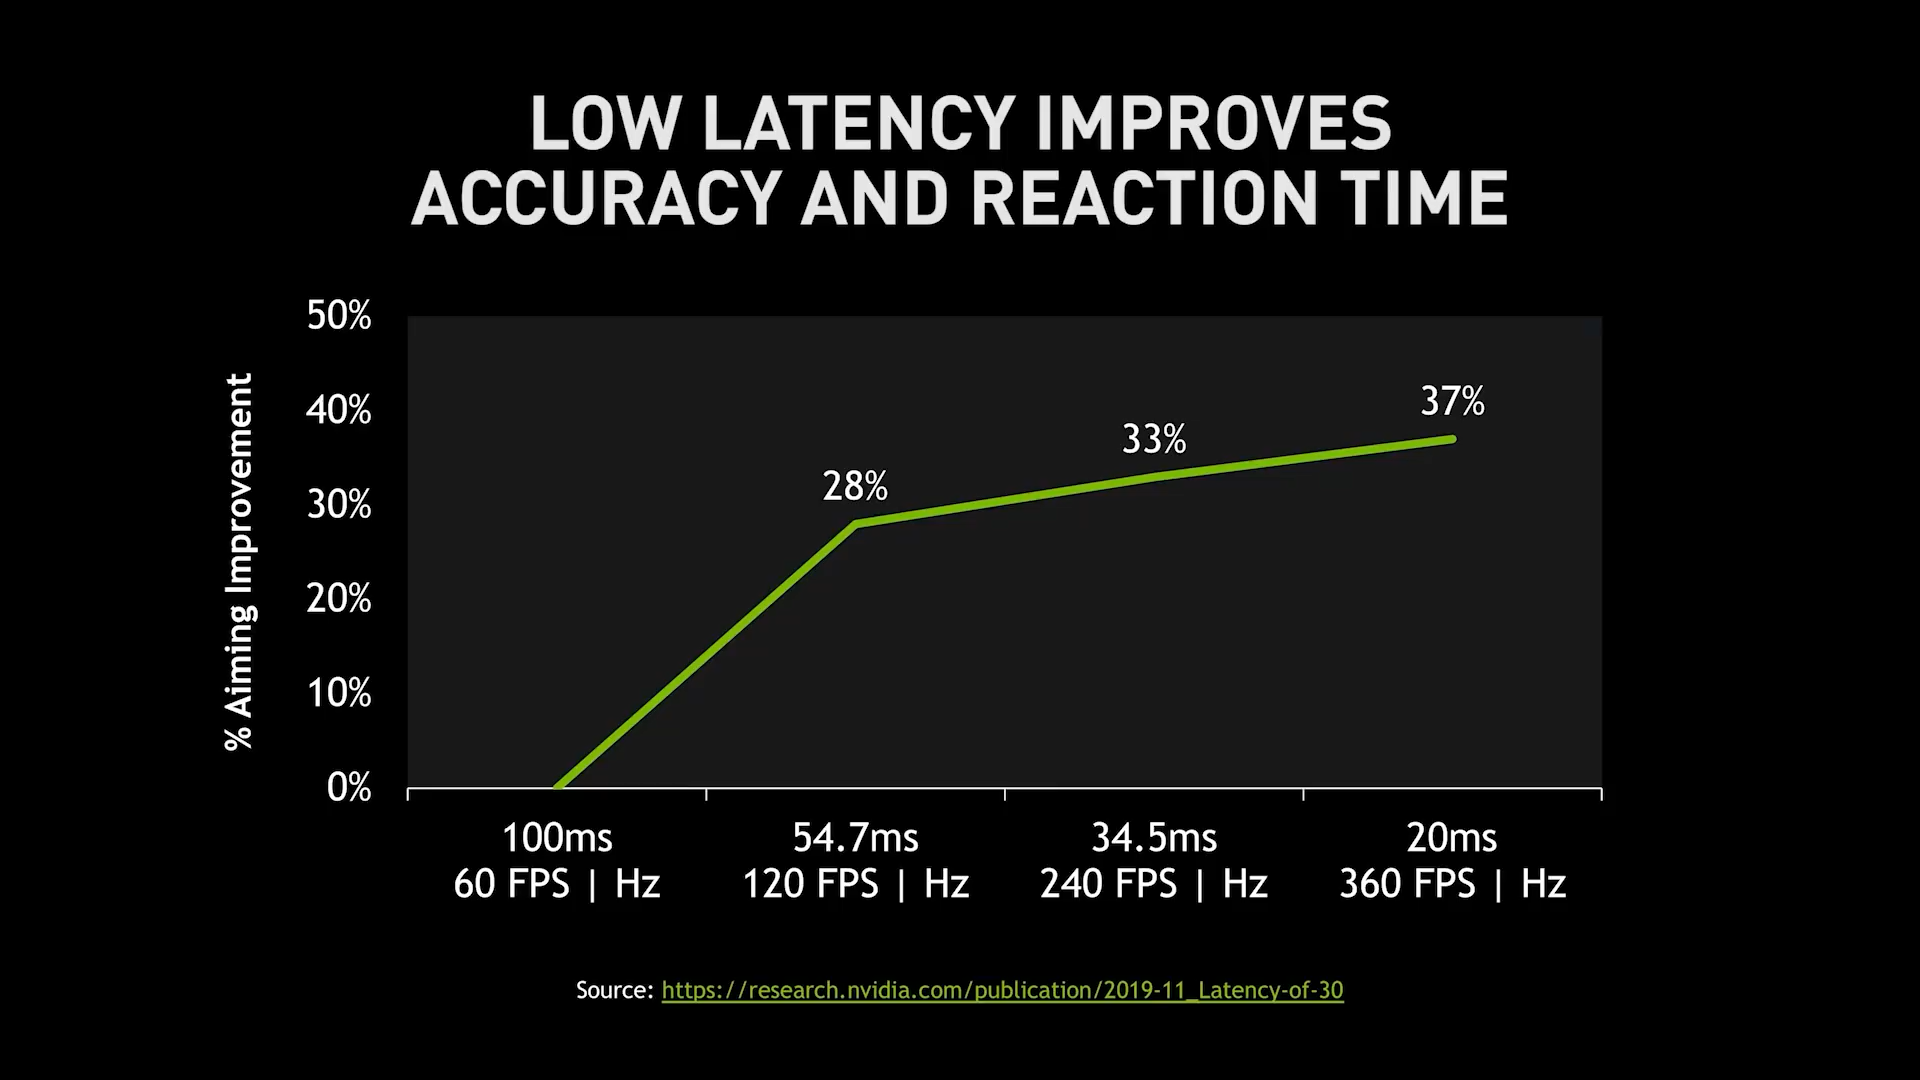 LOW LATENCY IMPROVES
ACCURACY AND REACTION TIME
% Aiming Improvement
50%
40%
30%
20%
10%
0%
28%
33%
37%
100ms
60 FPS | Hz
54.7ms
120 FPS | Hz
34.5ms
240 FPS | Hz
20ms
360 FPS | Hz
Source: https://research.nvidia.com/publication/2019-11_Latency-of-30